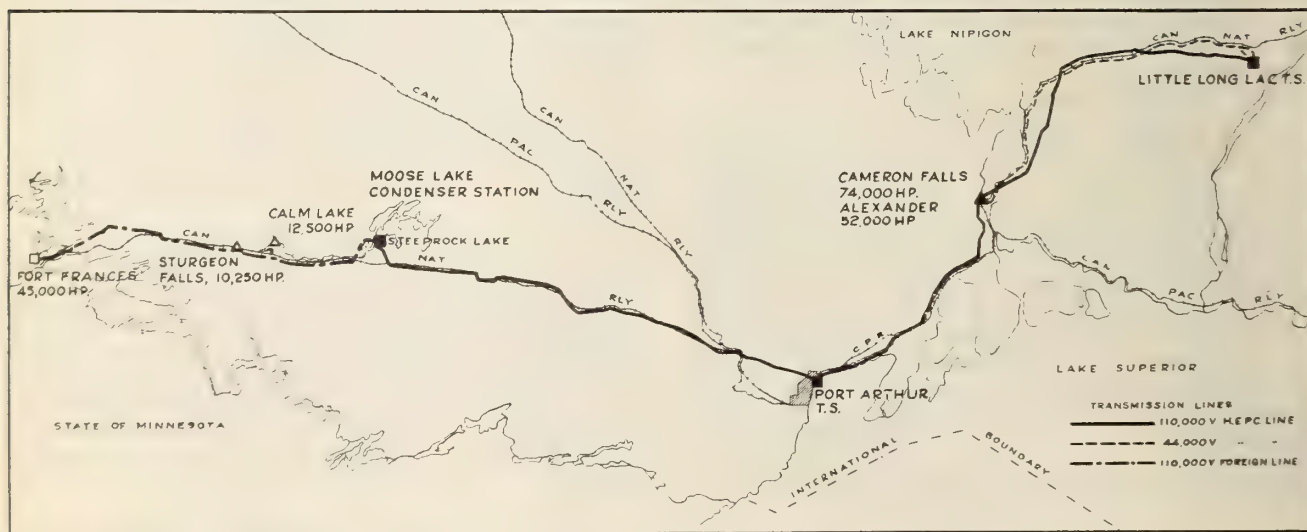 LAKE NIPIGON
CAN NAT RLY
LITTLE LONG LAC T.S.
CAN PAC RLY
CAN NAT RLY
MOOSE LAKE
CONDENSER STATION
CAMERON FALLS
74,000 HP.
ALEXANDER
52,000 HP
CALM LAKE
12,500 HP
STEEPROCK LAKE
CAN NAT RLY
FORT FRANCES
45,000 HP.
STURGEON
FALLS, 10,250 HP.
CAN PAC RLY
C.P.R.
PORT ARTHUR
T.S.
LAKE SUPERIOR
STATE OF MINNESOTA
INTERNATIONAL BOUNDARY
TRANSMISSION LINES
110,000 V H.E.P.C. LINE
44,000 V " "
110,000 V FOREIGN LINE